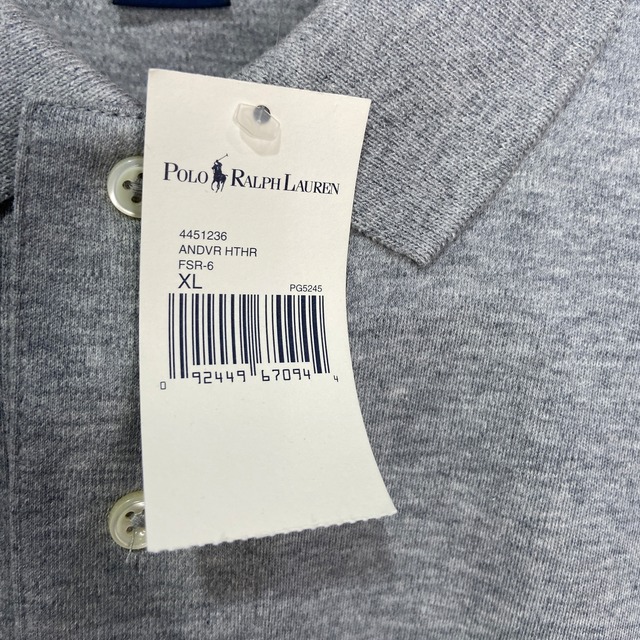 POLO RALPH LAUREN
4451236
ANDVR HTHR
FSR-6
XL
PG5245
0 92449 67094 4